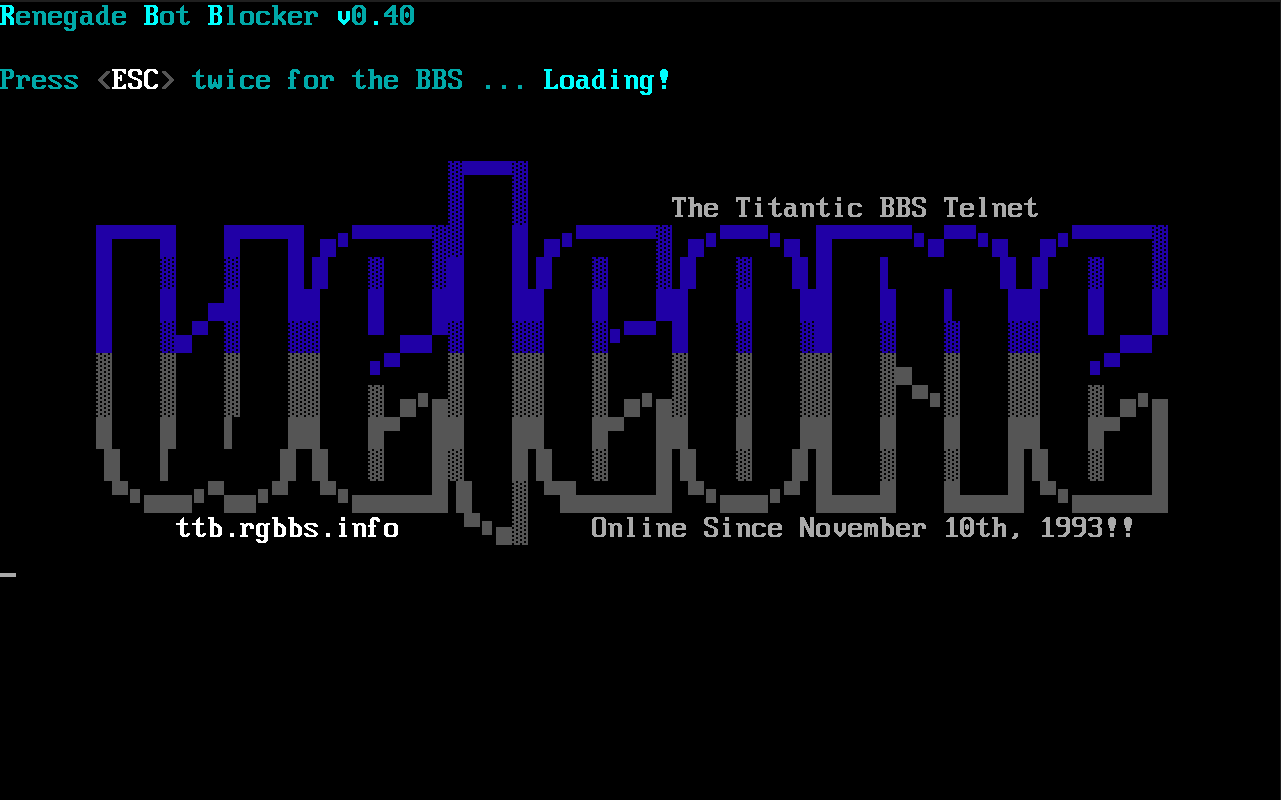 Renegade Bot Blocker v0.40
Press <ESC> twice for the BBS ... Loading!
The Titantic BBS Telnet
welcome
ttb.rgbbs.info
Online Since November 10th, 1993!!